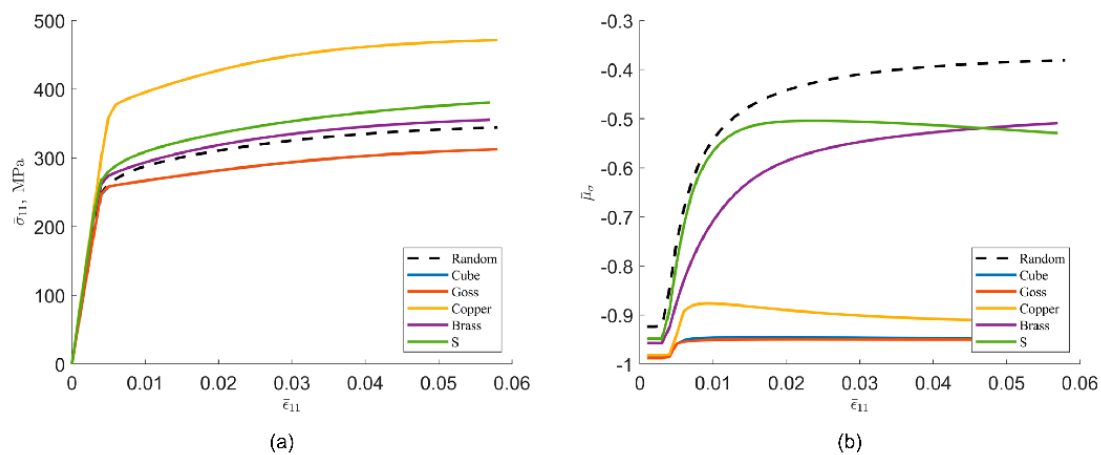 500
400
300
200
100
0
σ̄₁₁, MPa
0 0.01 0.02 0.03 0.04 0.05 0.06
ε̄₁₁
Random
Cube
Goss
Copper
Brass
S
(a)
-0.3
-0.4
-0.5
-0.6
-0.7
-0.8
-0.9
-1
μ̄σ
0 0.01 0.02 0.03 0.04 0.05 0.06
ε̄₁₁
Random
Cube
Goss
Copper
Brass
S
(b)